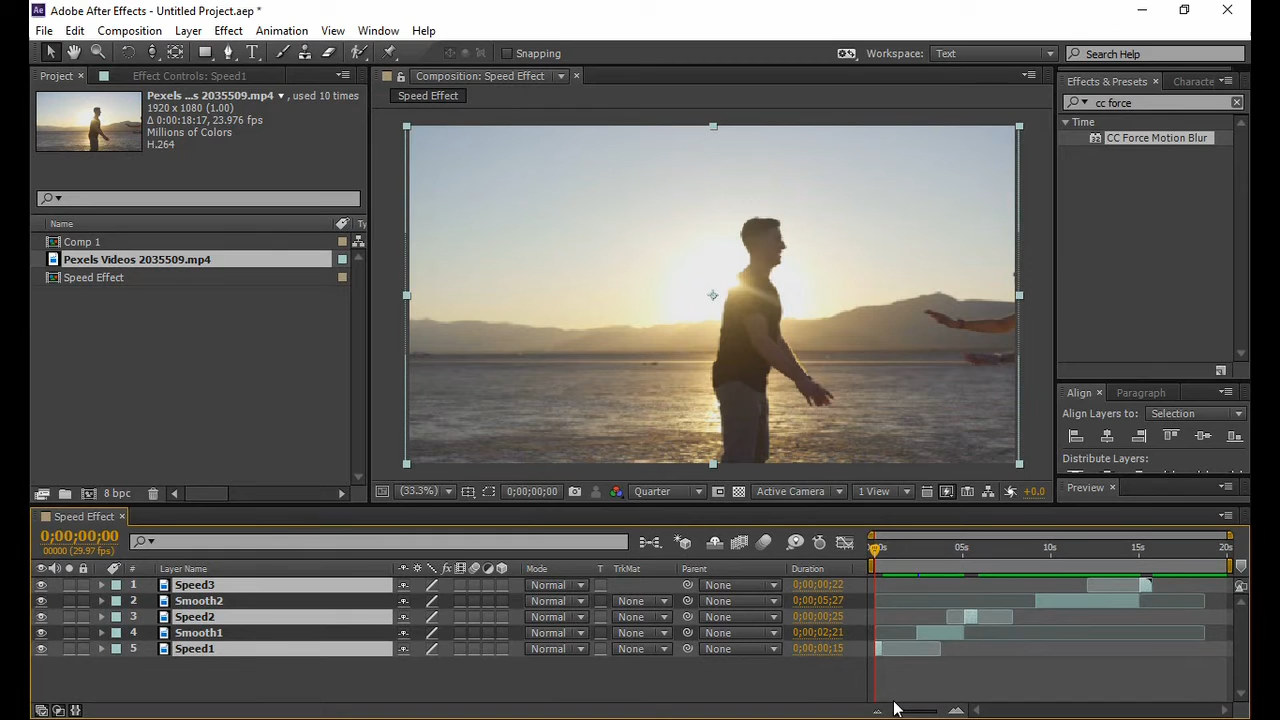 Adobe After Effects - Untitled Project.aep *
File Edit Composition Layer Effect Animation View Window Help
Snapping Workspace: Text Search Help
Project Effect Controls: Speed1 Composition: Speed Effect Effects & Presets Characte
Pexels ...s 2035509.mp4 , used 10 times
1920 x 1080 (1.00)
Δ 0:00:18:17, 23.976 fps
Millions of Colors
H.264
Speed Effect
cc force
Time
CC Force Motion Blur
Name Ty
Comp 1
Pexels Videos 2035509.mp4
Speed Effect
Align Paragraph
Align Layers to: Selection
Distribute Layers:
Preview
8 bpc
(33.3%) 0;00;00;00 Quarter Active Camera 1 View +0.0
Speed Effect
0;00;00;00
00000 (29.97 fps)
05s 10s 15s 20s
# Layer Name Mode T TrkMat Parent Duration
1 Speed3 Normal None 0;00;00;22
2 Smooth2 Normal None None 0;00;05;27
3 Speed2 Normal None None 0;00;00;25
4 Smooth1 Normal None None 0;00;02;21
5 Speed1 Normal None None 0;00;00;15